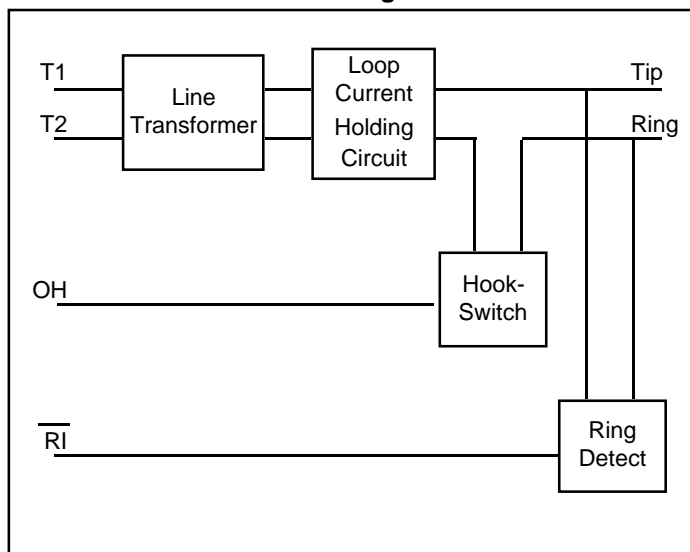 T1
T2
Line
Transformer
Loop
Current
Holding
Circuit
Tip
Ring
OH
Hook-
Switch
RI
Ring
Detect